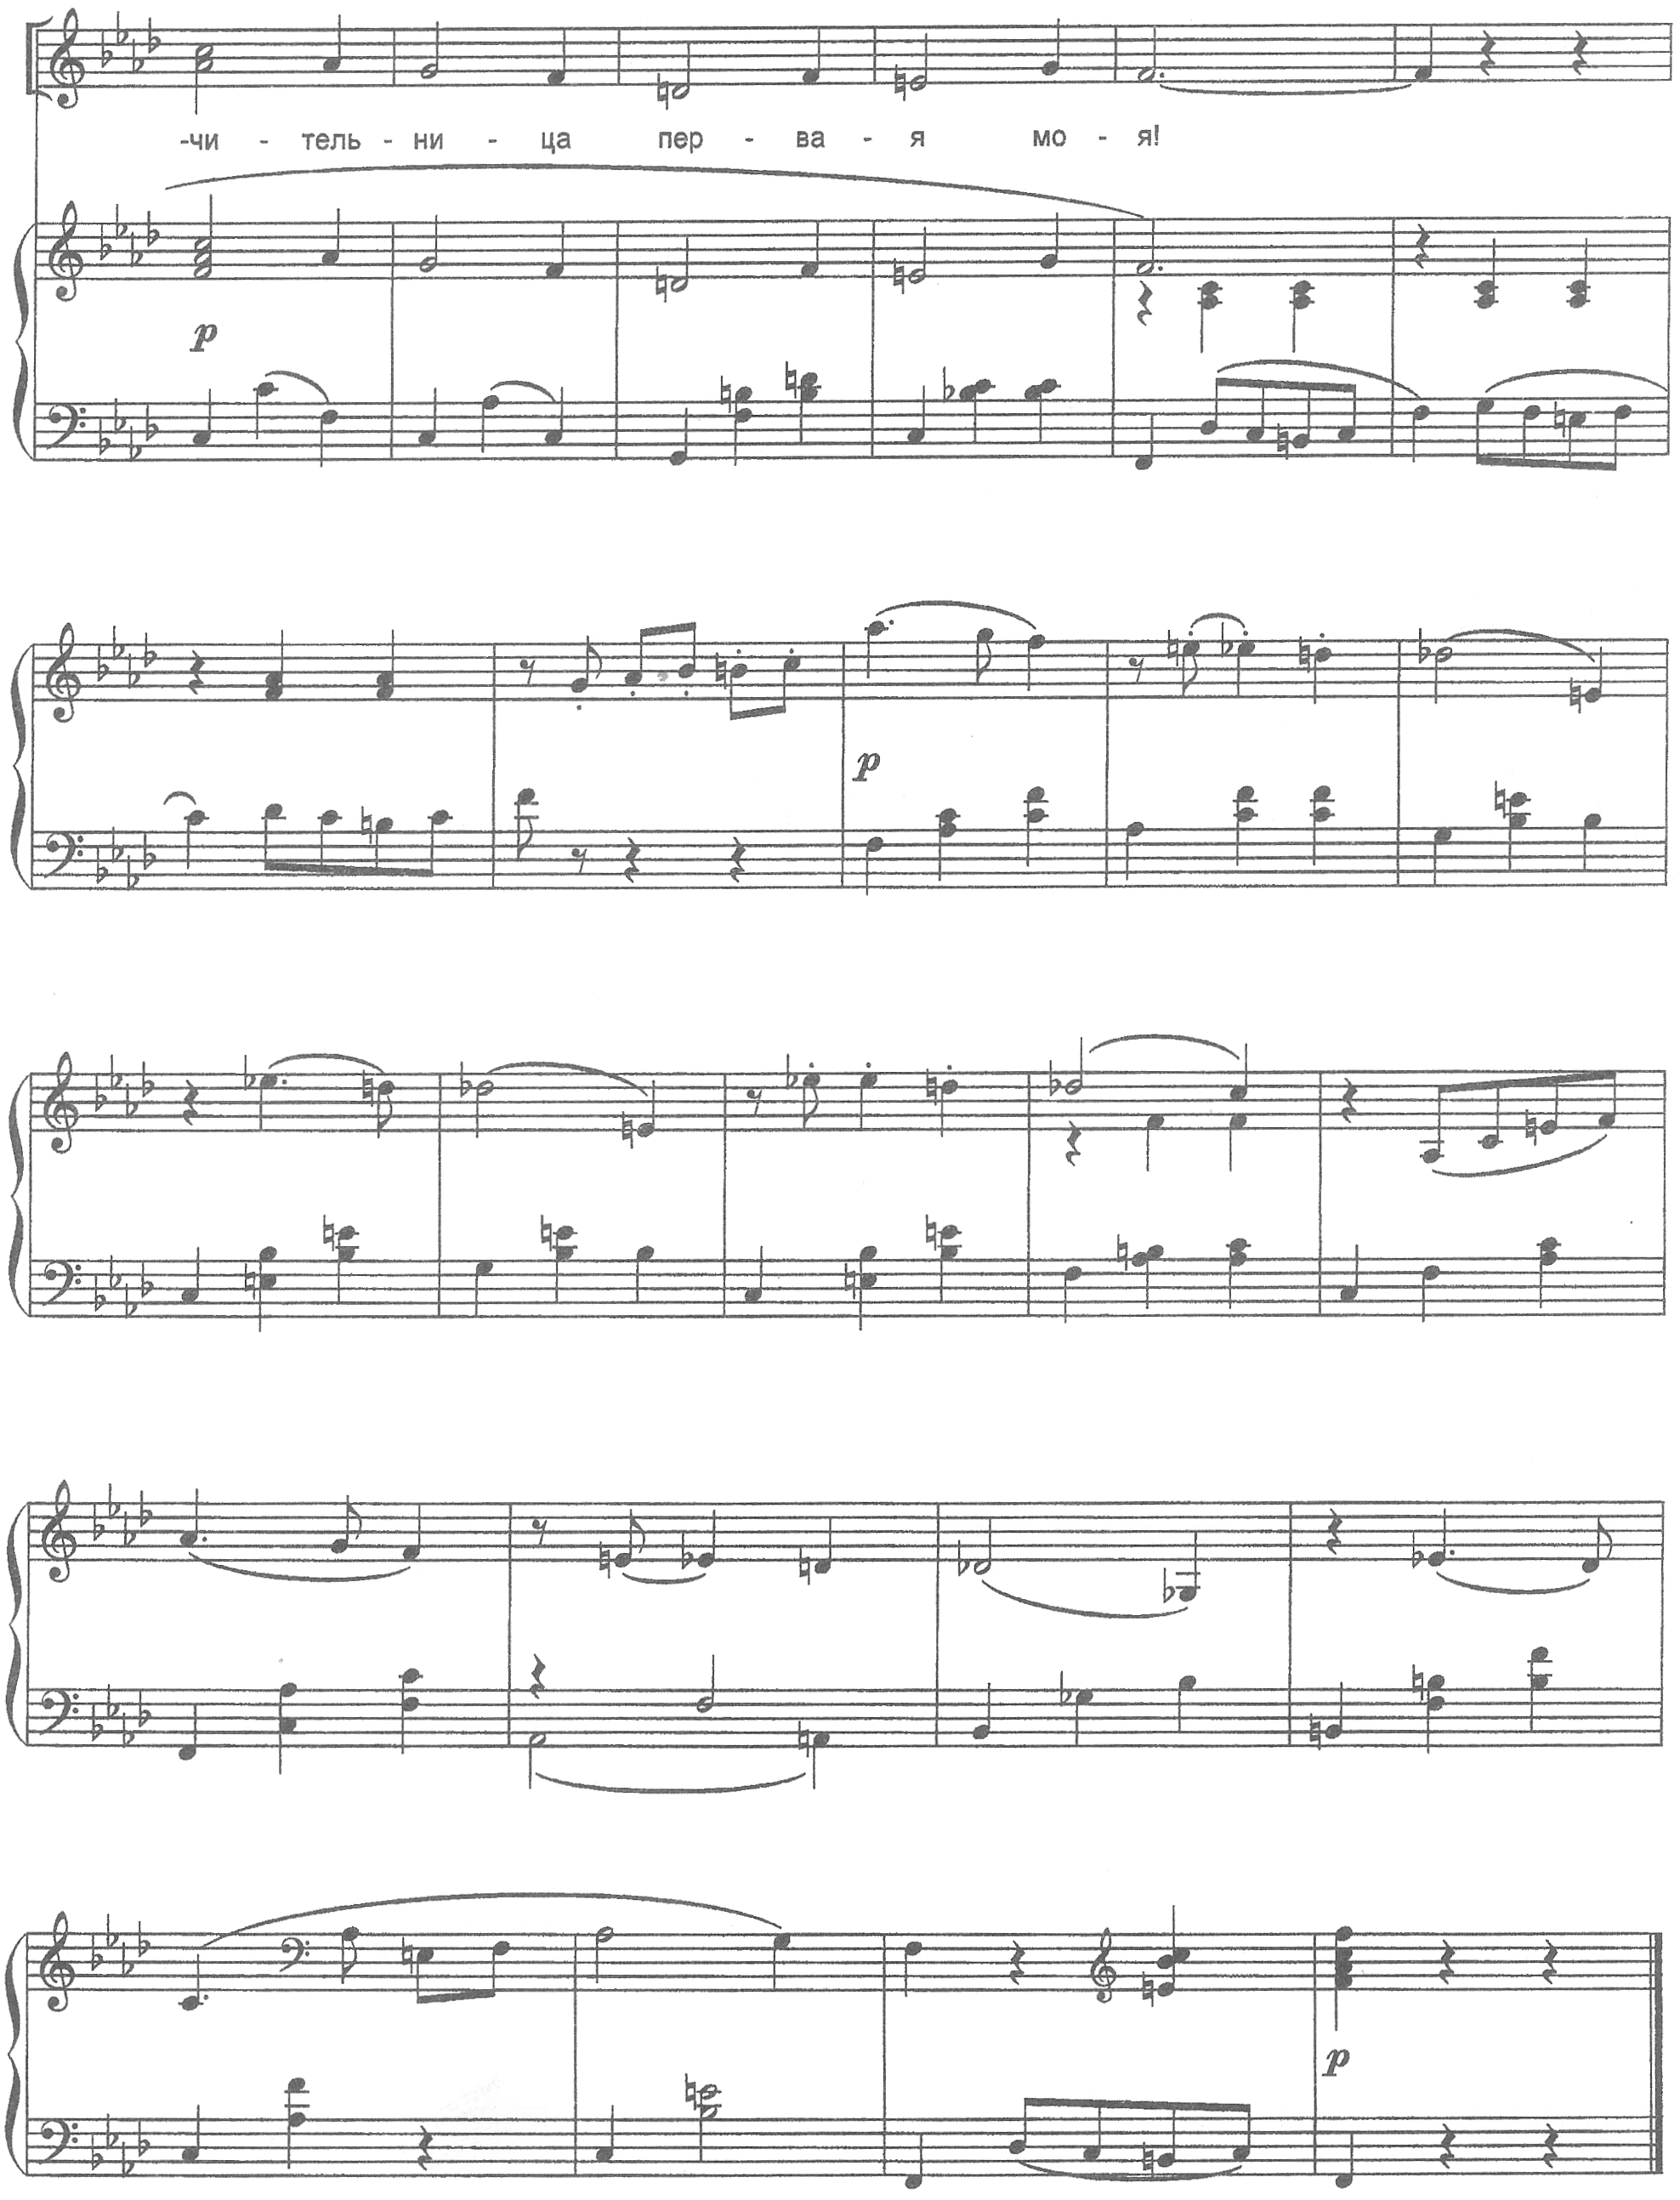 -чи - тель - ни - ца пер - ва - я мо - я!
p
p
p